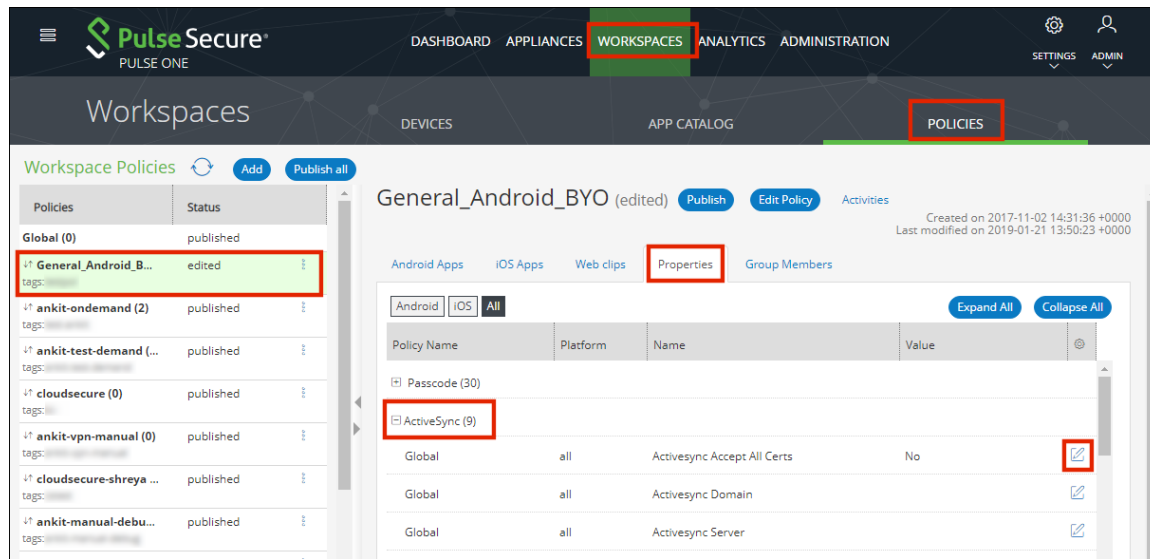 Pulse Secure®
PULSE ONE
DASHBOARD APPLIANCES WORKSPACES ANALYTICS ADMINISTRATION
SETTINGS ADMIN
Workspaces
DEVICES APP CATALOG POLICIES
Workspace Policies Add Publish all
Policies Status
Global (0) published
General_Android_B... edited
tags:
ankit-ondemand (2) published
tags:
ankit-test-demand (... published
tags:
cloudsecure (0) published
tags:
ankit-vpn-manual (0) published
tags:
cloudsecure-shreya ... published
tags:
ankit-manual-debu... published
tags:
General_Android_BYO (edited) Publish Edit Policy Activities
Created on 2017-11-02 14:31:36 +0000
Last modified on 2019-01-21 13:50:23 +0000
Android Apps iOS Apps Web clips Properties Group Members
Android iOS All Expand All Collapse All
Policy Name Platform Name Value
Passcode (30)
ActiveSync (9)
Global all Activesync Accept All Certs No
Global all Activesync Domain
Global all Activesync Server